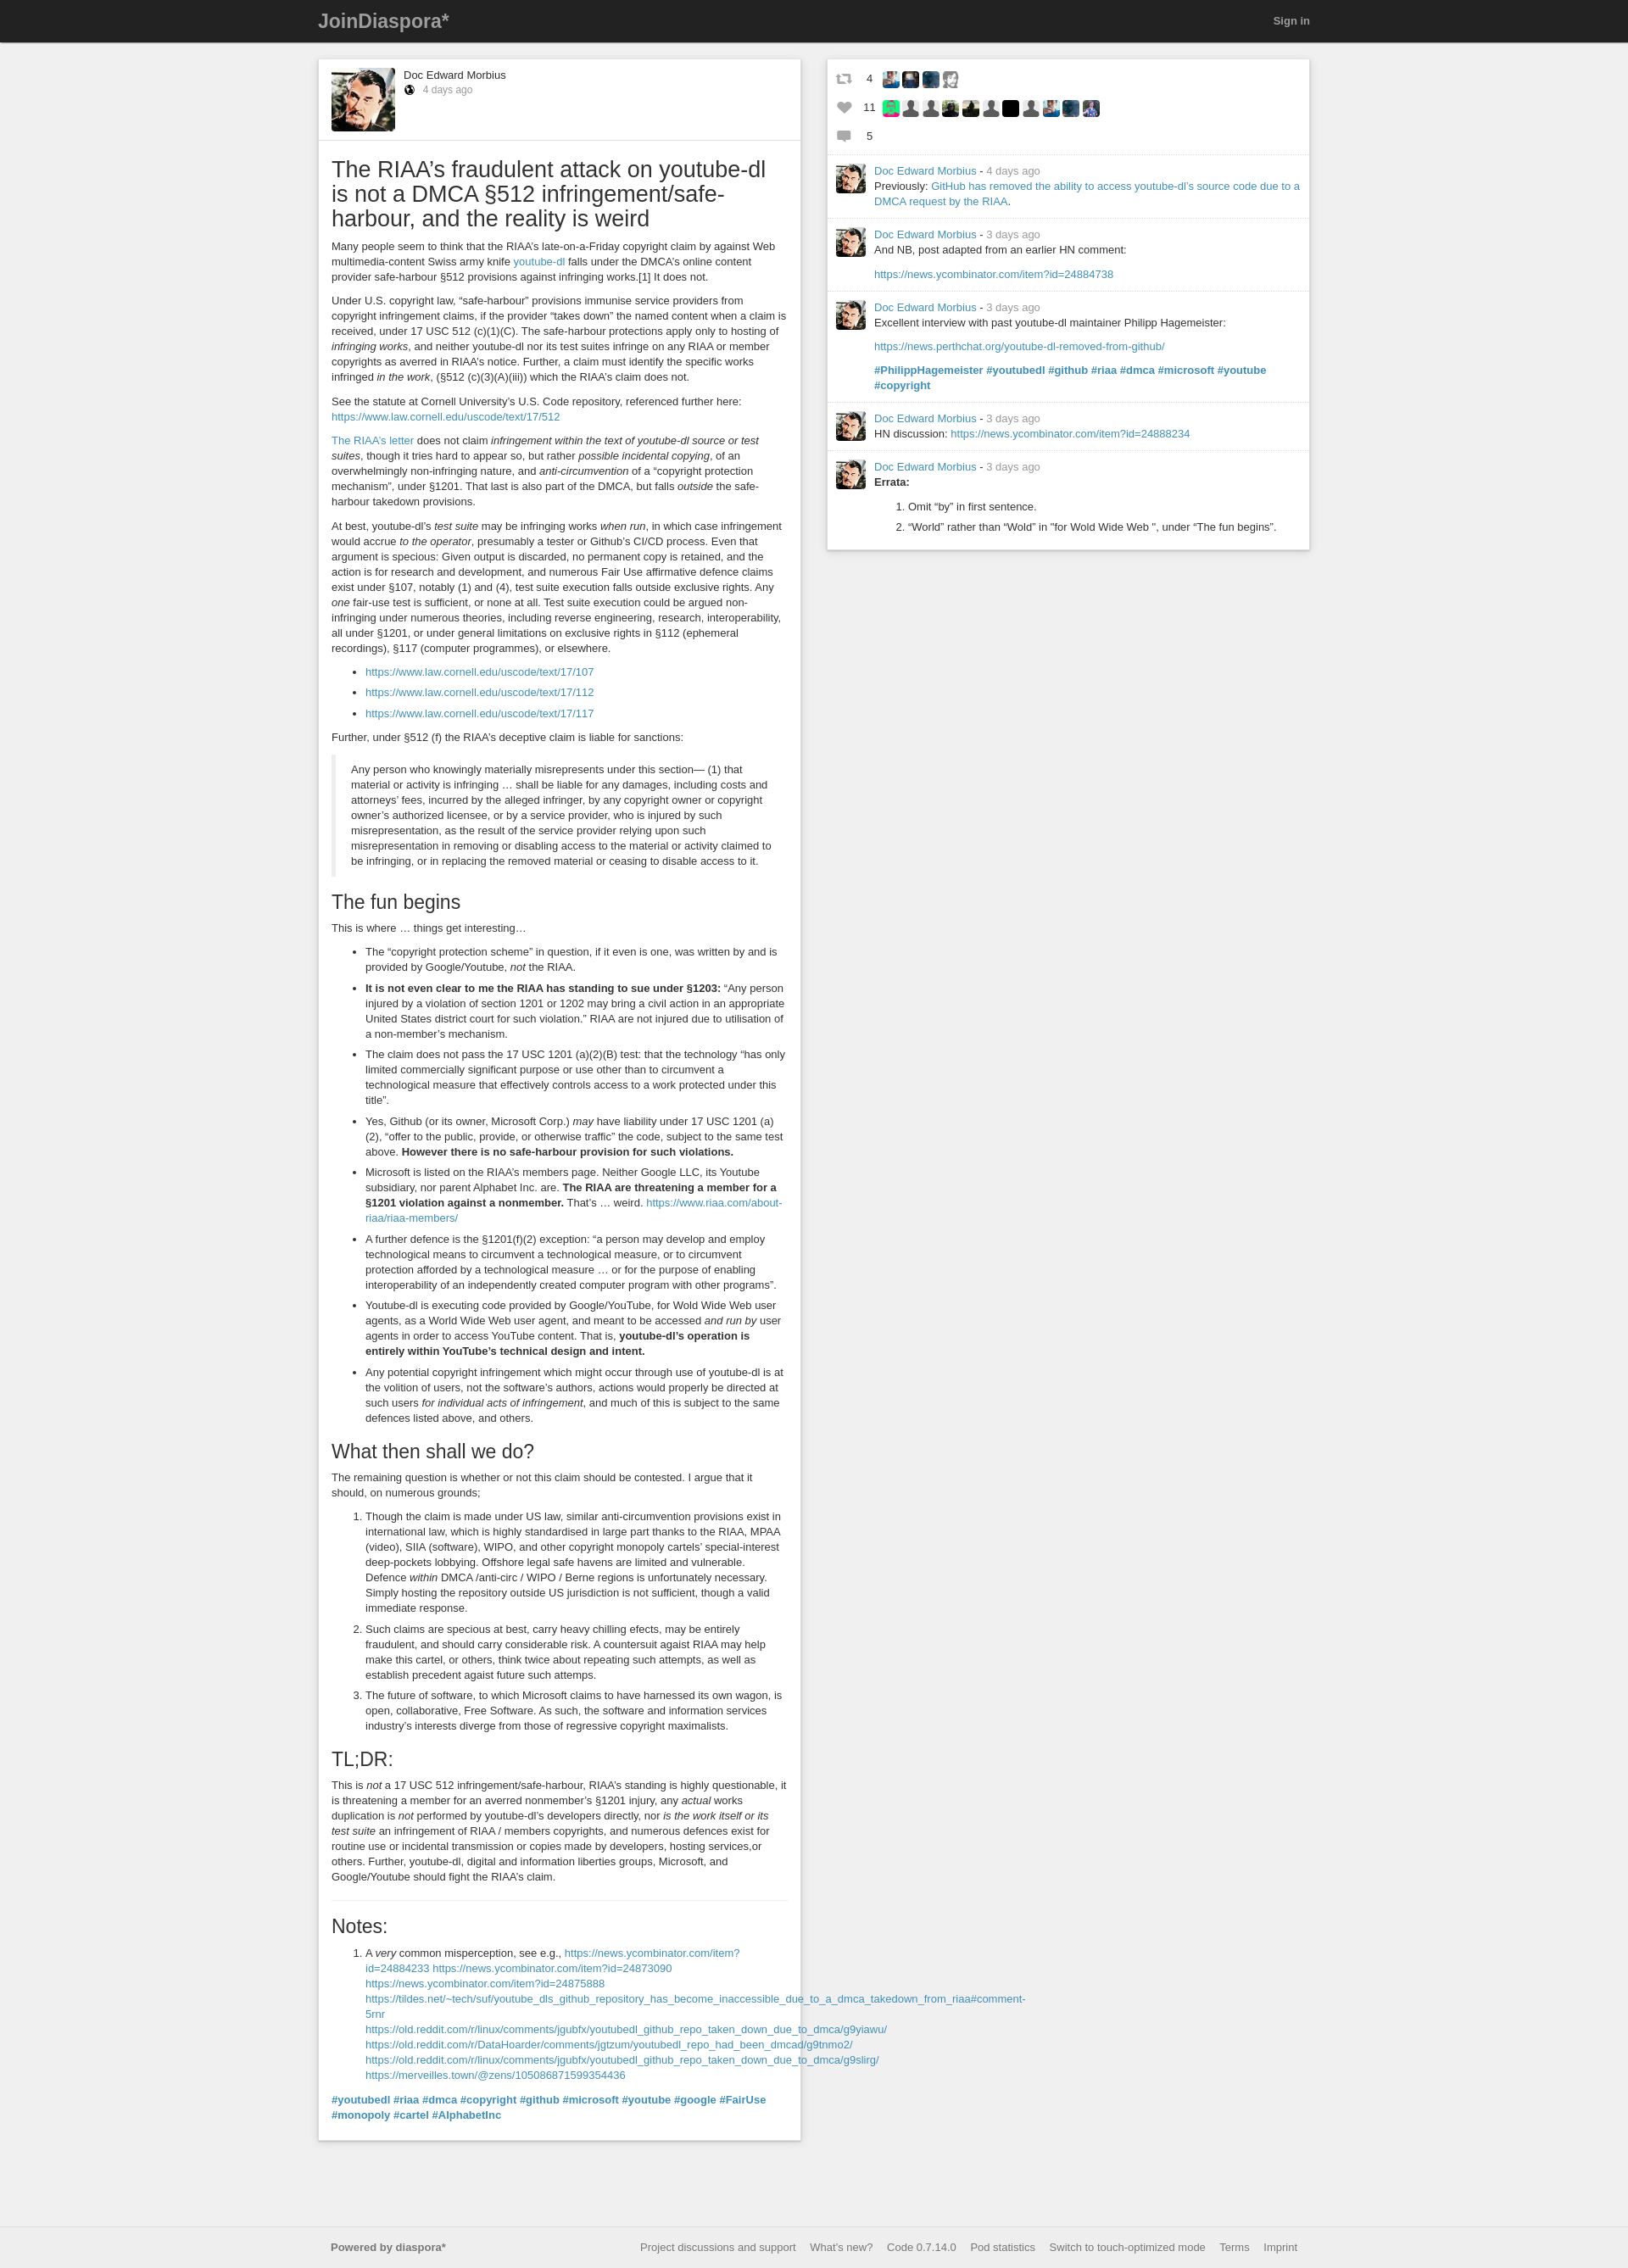 JoinDiaspora*
Sign in
Doc Edward Morbius
4 days ago
The RIAA’s fraudulent attack on youtube-dl
is not a DMCA §512 infringement/safe-
harbour, and the reality is weird
Many people seem to think that the RIAA’s late-on-a-Friday copyright claim by against Web
multimedia-content Swiss army knife youtube-dl falls under the DMCA’s online content
provider safe-harbour §512 provisions against infringing works.[1] It does not.
Under U.S. copyright law, “safe-harbour” provisions immunise service providers from
copyright infringement claims, if the provider “takes down” the named content when a claim is
received, under 17 USC 512 (c)(1)(C). The safe-harbour protections apply only to hosting of
infringing works, and neither youtube-dl nor its test suites infringe on any RIAA or member
copyrights as averred in RIAA’s notice. Further, a claim must identify the specific works
infringed in the work, (§512 (c)(3)(A)(iii)) which the RIAA’s claim does not.
See the statute at Cornell University’s U.S. Code repository, referenced further here:
https://www.law.cornell.edu/uscode/text/17/512
The RIAA’s letter does not claim infringement within the text of youtube-dl source or test
suites, though it tries hard to appear so, but rather possible incidental copying, of an
overwhelmingly non-infringing nature, and anti-circumvention of a “copyright protection
mechanism”, under §1201. That last is also part of the DMCA, but falls outside the safe-
harbour takedown provisions.
At best, youtube-dl’s test suite may be infringing works when run, in which case infringement
would accrue to the operator, presumably a tester or Github’s CI/CD process. Even that
argument is specious: Given output is discarded, no permanent copy is retained, and the
action is for research and development, and numerous Fair Use affirmative defence claims
exist under §107, notably (1) and (4), test suite execution falls outside exclusive rights. Any
one fair-use test is sufficient, or none at all. Test suite execution could be argued non-
infringing under numerous theories, including reverse engineering, research, interoperability,
all under §1201, or under general limitations on exclusive rights in §112 (ephemeral
recordings), §117 (computer programmes), or elsewhere.
• https://www.law.cornell.edu/uscode/text/17/107
• https://www.law.cornell.edu/uscode/text/17/112
• https://www.law.cornell.edu/uscode/text/17/117
Further, under §512 (f) the RIAA’s deceptive claim is liable for sanctions:
Any person who knowingly materially misrepresents under this section— (1) that
material or activity is infringing … shall be liable for any damages, including costs and
attorneys’ fees, incurred by the alleged infringer, by any copyright owner or copyright
owner’s authorized licensee, or by a service provider, who is injured by such
misrepresentation, as the result of the service provider relying upon such
misrepresentation in removing or disabling access to the material or activity claimed to
be infringing, or in replacing the removed material or ceasing to disable access to it.
The fun begins
This is where … things get interesting…
• The “copyright protection scheme” in question, if it even is one, was written by and is
provided by Google/Youtube, not the RIAA.
• It is not even clear to me the RIAA has standing to sue under §1203: “Any person
injured by a violation of section 1201 or 1202 may bring a civil action in an appropriate
United States district court for such violation.” RIAA are not injured due to utilisation of
a non-member’s mechanism.
• The claim does not pass the 17 USC 1201 (a)(2)(B) test: that the technology “has only
limited commercially significant purpose or use other than to circumvent a
technological measure that effectively controls access to a work protected under this
title”.
• Yes, Github (or its owner, Microsoft Corp.) may have liability under 17 USC 1201 (a)
(2), “offer to the public, provide, or otherwise traffic” the code, subject to the same test
above. However there is no safe-harbour provision for such violations.
• Microsoft is listed on the RIAA’s members page. Neither Google LLC, its Youtube
subsidiary, nor parent Alphabet Inc. are. The RIAA are threatening a member for a
§1201 violation against a nonmember. That’s … weird. https://www.riaa.com/about-
riaa/riaa-members/
• A further defence is the §1201(f)(2) exception: “a person may develop and employ
technological means to circumvent a technological measure, or to circumvent
protection afforded by a technological measure … or for the purpose of enabling
interoperability of an independently created computer program with other programs”.
• Youtube-dl is executing code provided by Google/YouTube, for Wold Wide Web user
agents, as a World Wide Web user agent, and meant to be accessed and run by user
agents in order to access YouTube content. That is, youtube-dl’s operation is
entirely within YouTube’s technical design and intent.
• Any potential copyright infringement which might occur through use of youtube-dl is at
the volition of users, not the software’s authors, actions would properly be directed at
such users for individual acts of infringement, and much of this is subject to the same
defences listed above, and others.
What then shall we do?
The remaining question is whether or not this claim should be contested. I argue that it
should, on numerous grounds;
1. Though the claim is made under US law, similar anti-circumvention provisions exist in
international law, which is highly standardised in large part thanks to the RIAA, MPAA
(video), SIIA (software), WIPO, and other copyright monopoly cartels’ special-interest
deep-pockets lobbying. Offshore legal safe havens are limited and vulnerable.
Defence within DMCA /anti-circ / WIPO / Berne regions is unfortunately necessary.
Simply hosting the repository outside US jurisdiction is not sufficient, though a valid
immediate response.
2. Such claims are specious at best, carry heavy chilling efects, may be entirely
fraudulent, and should carry considerable risk. A countersuit agaist RIAA may help
make this cartel, or others, think twice about repeating such attempts, as well as
establish precedent agaist future such attemps.
3. The future of software, to which Microsoft claims to have harnessed its own wagon, is
open, collaborative, Free Software. As such, the software and information services
industry’s interests diverge from those of regressive copyright maximalists.
TL;DR:
This is not a 17 USC 512 infringement/safe-harbour, RIAA’s standing is highly questionable, it
is threatening a member for an averred nonmember’s §1201 injury, any actual works
duplication is not performed by youtube-dl’s developers directly, nor is the work itself or its
test suite an infringement of RIAA / members copyrights, and numerous defences exist for
routine use or incidental transmission or copies made by developers, hosting services,or
others. Further, youtube-dl, digital and information liberties groups, Microsoft, and
Google/Youtube should fight the RIAA’s claim.
Notes:
1. A very common misperception, see e.g., https://news.ycombinator.com/item?
id=24884233 https://news.ycombinator.com/item?id=24873090
https://news.ycombinator.com/item?id=24875888
https://tildes.net/~tech/suf/youtube_dls_github_repository_has_become_inaccessible_due_to_a_dmca_takedown_from_riaa#comment-
5rnr
https://old.reddit.com/r/linux/comments/jgubfx/youtubedl_github_repo_taken_down_due_to_dmca/g9yiawu/
https://old.reddit.com/r/DataHoarder/comments/jgtzum/youtubedl_repo_had_been_dmcad/g9tnmo2/
https://old.reddit.com/r/linux/comments/jgubfx/youtubedl_github_repo_taken_down_due_to_dmca/g9slirg/
https://merveilles.town/@zens/105086871599354436
#youtubedl #riaa #dmca #copyright #github #microsoft #youtube #google #FairUse
#monopoly #cartel #AlphabetInc
4
11
5
Doc Edward Morbius - 4 days ago
Previously: GitHub has removed the ability to access youtube-dl’s source code due to a
DMCA request by the RIAA.
Doc Edward Morbius - 3 days ago
And NB, post adapted from an earlier HN comment:
https://news.ycombinator.com/item?id=24884738
Doc Edward Morbius - 3 days ago
Excellent interview with past youtube-dl maintainer Philipp Hagemeister:
https://news.perthchat.org/youtube-dl-removed-from-github/
#PhilippHagemeister #youtubedl #github #riaa #dmca #microsoft #youtube
#copyright
Doc Edward Morbius - 3 days ago
HN discussion: https://news.ycombinator.com/item?id=24888234
Doc Edward Morbius - 3 days ago
Errata:
1. Omit “by” in first sentence.
2. “World” rather than “Wold” in "for Wold Wide Web ”, under “The fun begins”.
Powered by diaspora*
Project discussions and support What’s new? Code 0.7.14.0 Pod statistics Switch to touch-optimized mode Terms Imprint